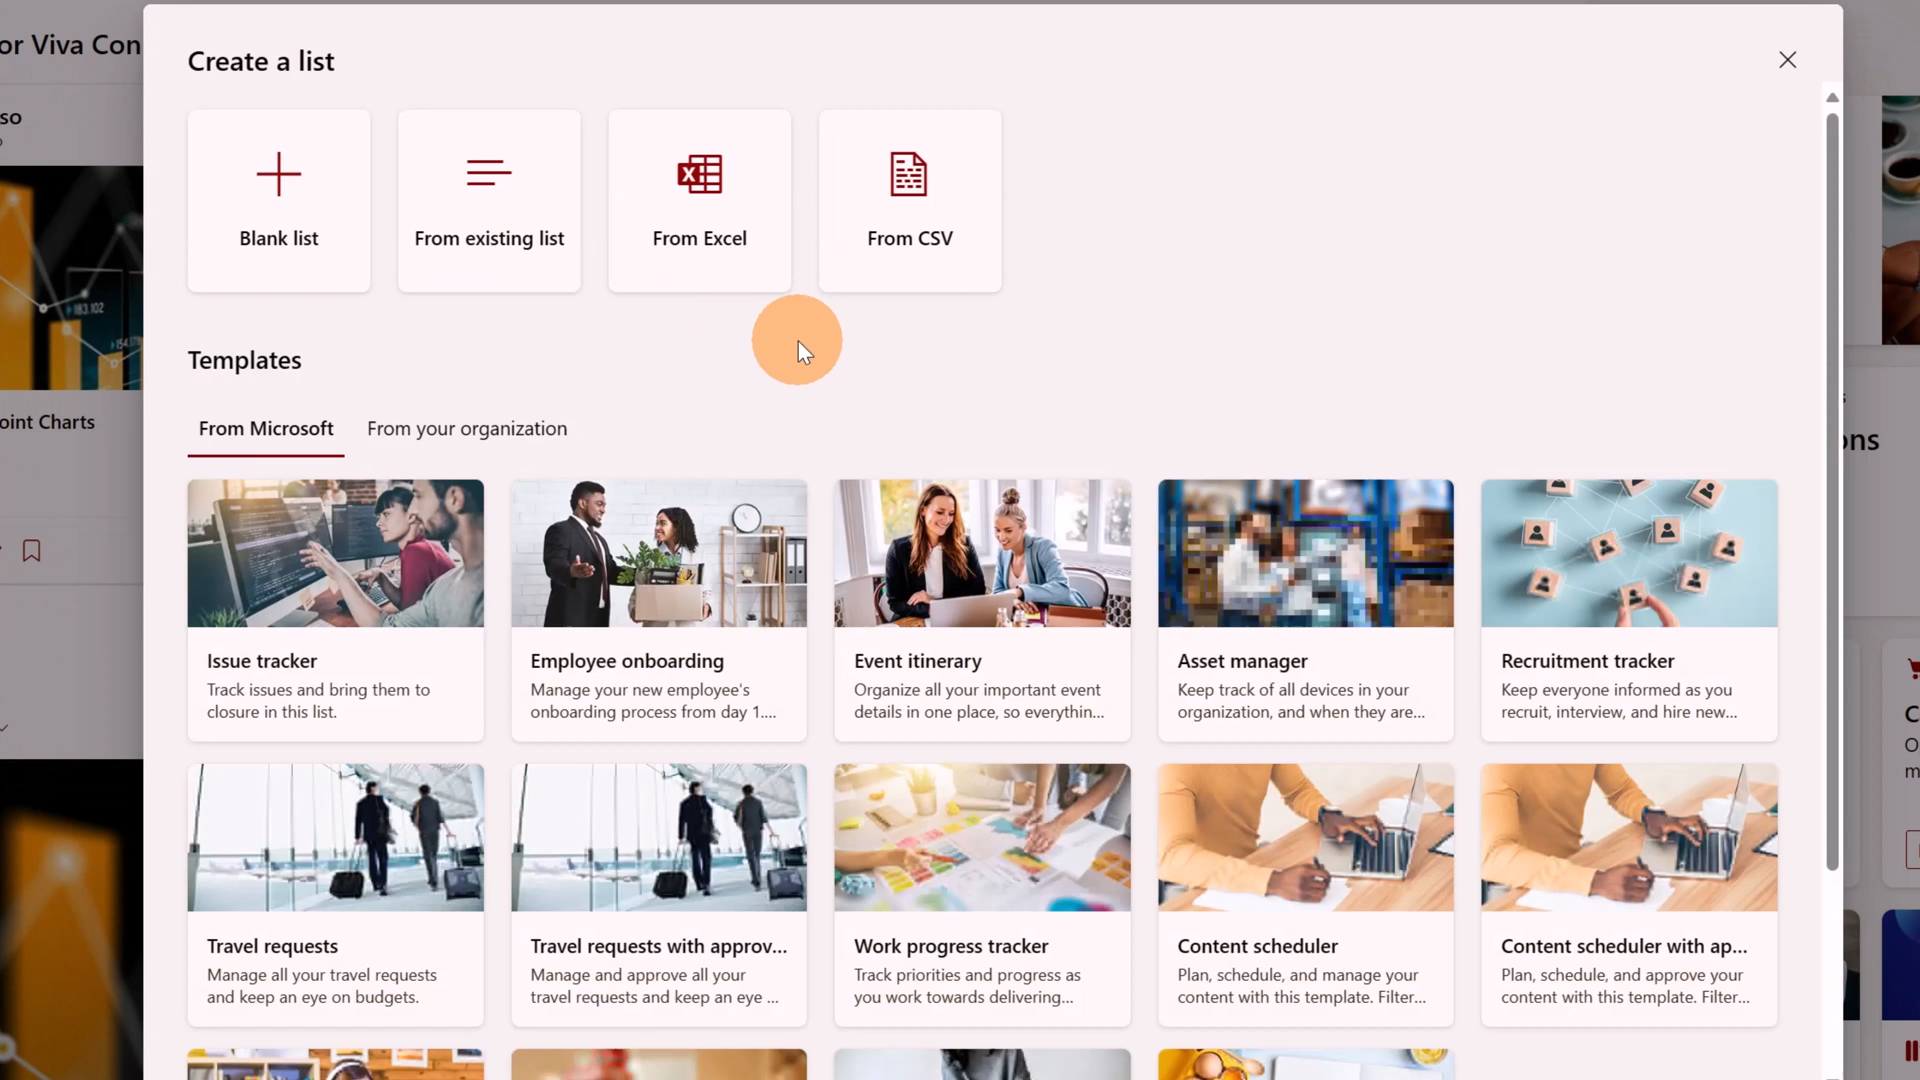 or Viva Con
Create a list
so
Blank list
From existing list
From Excel
From CSV
183.102
Templates
oint Charts
From Microsoft
From your organization
ons
Issue tracker
Track issues and bring them to
closure in this list.
Employee onboarding
Manage your new employee's
onboarding process from day 1....
Event itinerary
Organize all your important event
details in one place, so everythin...
Asset manager
Keep track of all devices in your
organization, and when they are...
Recruitment tracker
Keep everyone informed as you
recruit, interview, and hire new...
Travel requests
Manage all your travel requests
and keep an eye on budgets.
Travel requests with approv...
Manage and approve all your
travel requests and keep an eye ...
Work progress tracker
Track priorities and progress as
you work towards delivering...
Content scheduler
Plan, schedule, and manage your
content with this template. Filter...
Content scheduler with ap...
Plan, schedule, and approve your
content with this template. Filter...